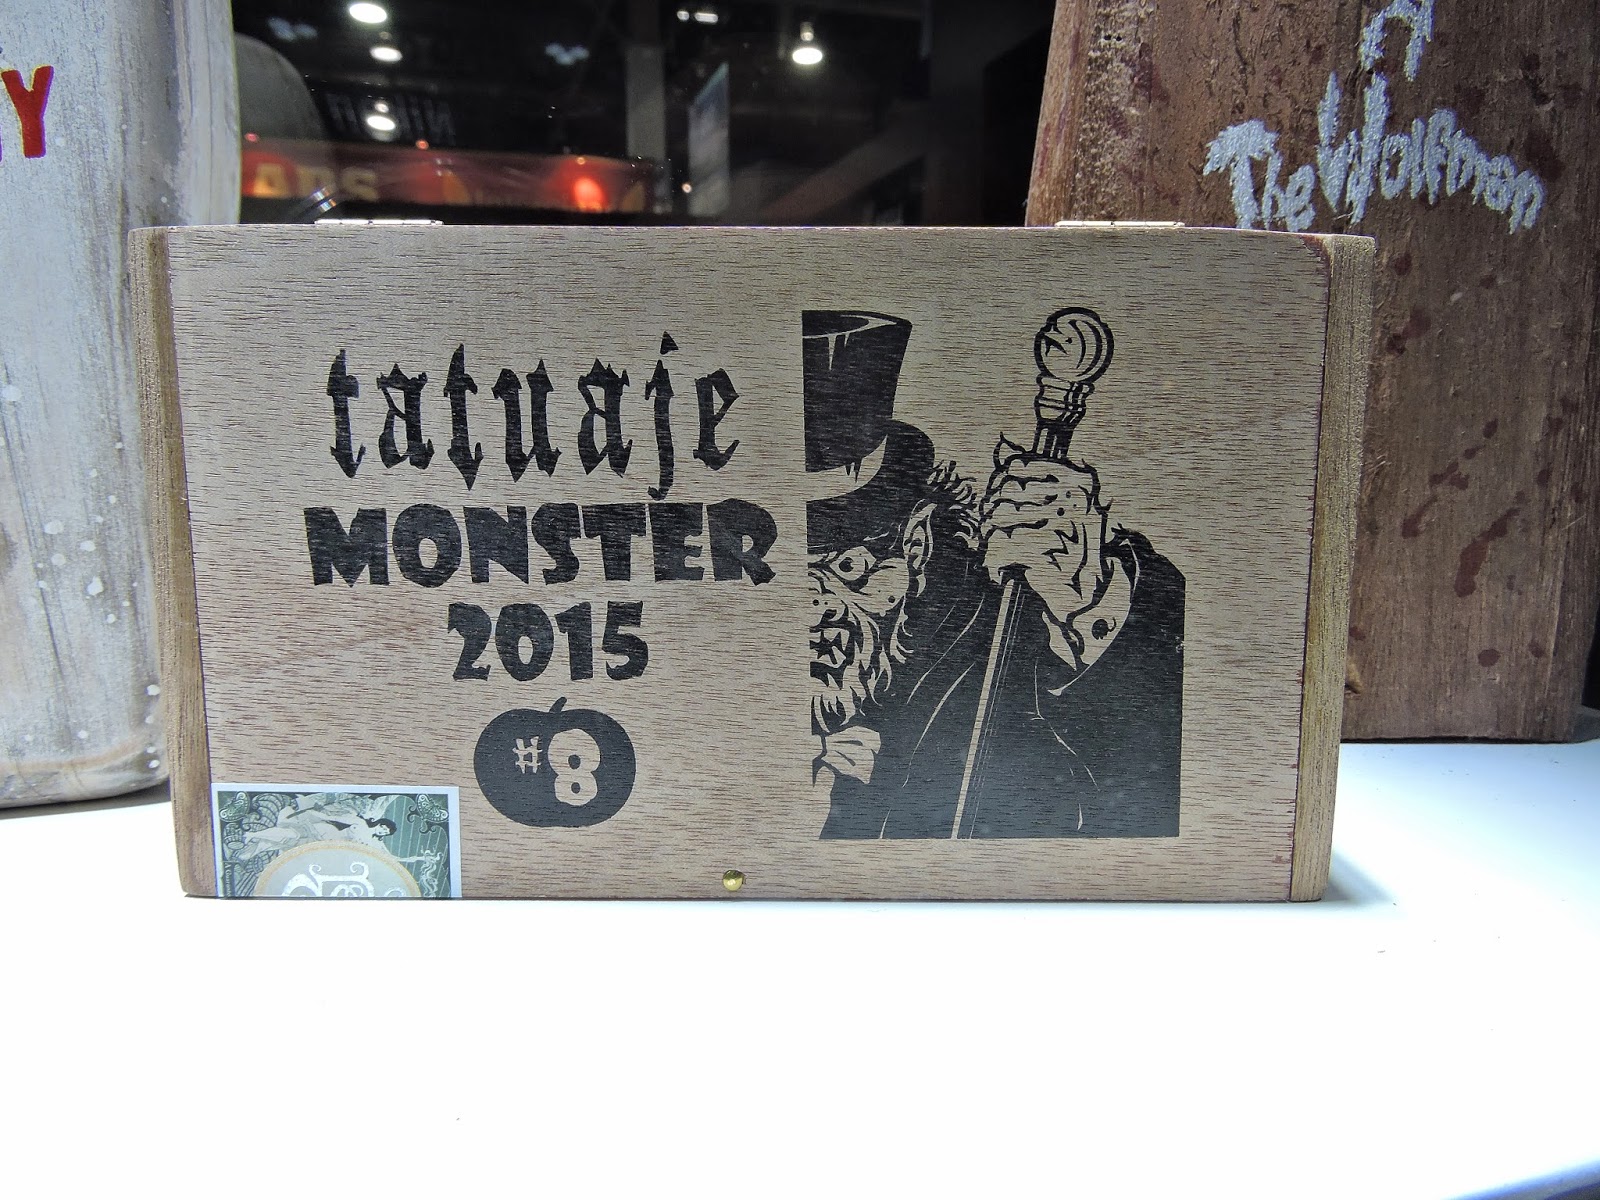 tatuaje
MONSTER
2015
#8
The Wolfman
Y